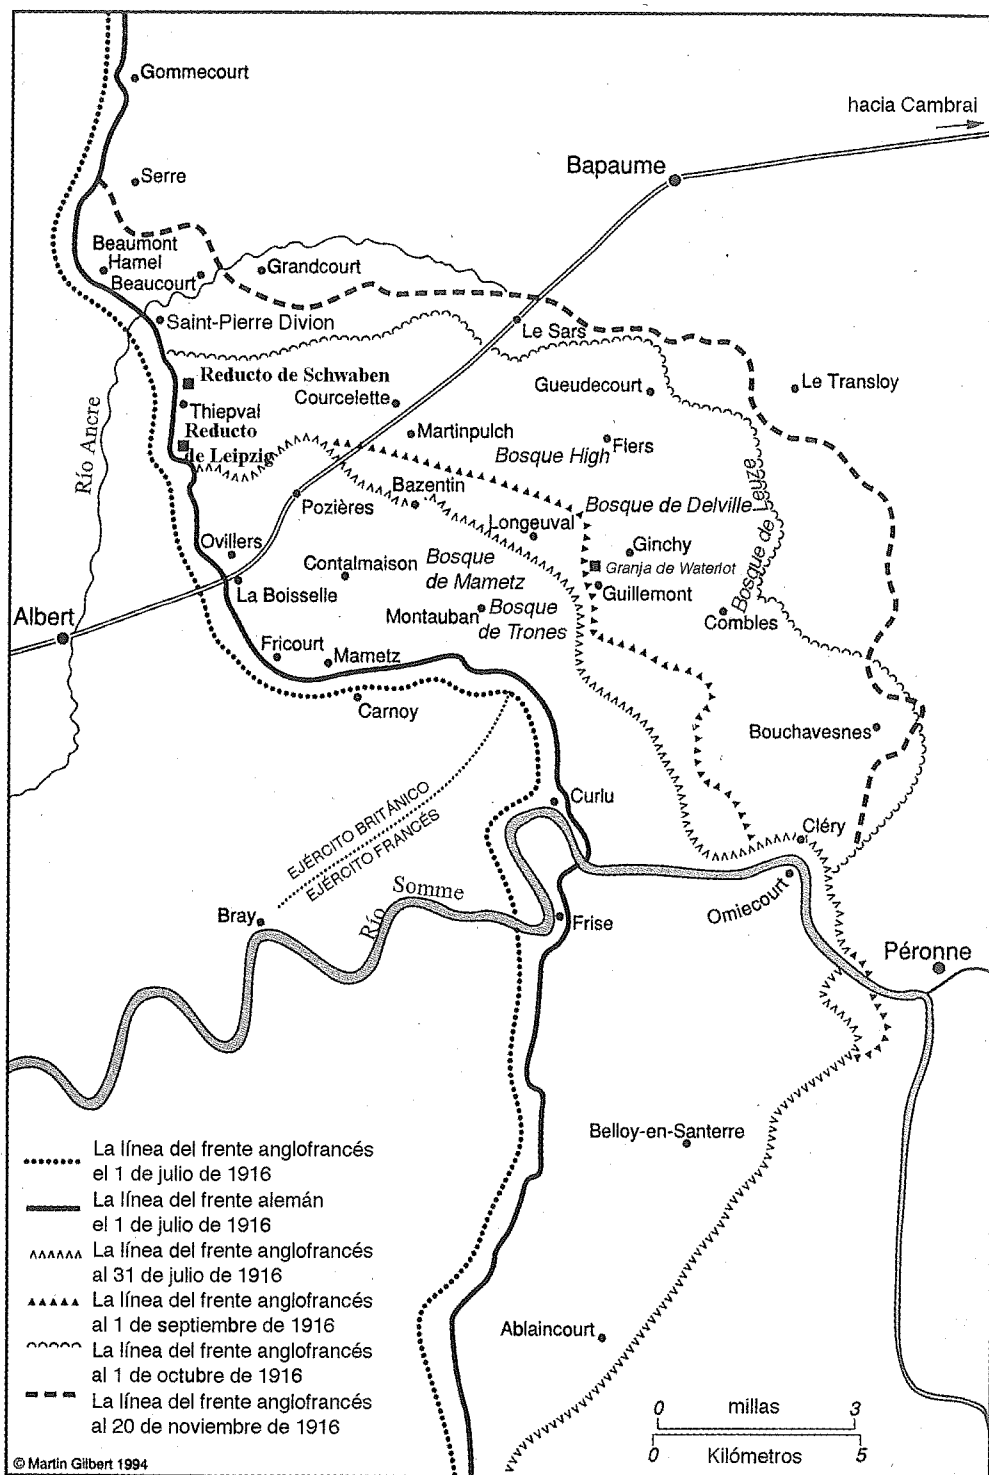 Gommecourt
hacia Cambrai
Bapaume
Serre
Beaumont
Hamel
Beaucourt
Grandcourt
Saint-Pierre Divion
Le Sars
Reducto de Schwaben
Gueudecourt
Le Transloy
Courcelette
Thiepval
Río Ancre
Reducto
de Leipzig
Martinpulch
Flers
Bosque High
Bazentin
Pozières
Bosque de Delville
Bosque de Leuze
Longeuval
Ovillers
Ginchy
Contalmaison
Bosque
de Mametz
Granja de Waterlot
La Boisselle
Guillemont
Albert
Montauban
Bosque
de Trones
Combles
Fricourt
Mametz
Carnoy
Bouchavesnes
Curlu
EJÉRCITO BRITÁNICO
EJÉRCITO FRANCÉS
Cléry
Río Somme
Omiecourt
Bray
Frise
Péronne
Belloy-en-Santerre
La línea del frente anglofrancés
el 1 de julio de 1916
La línea del frente alemán
el 1 de julio de 1916
La línea del frente anglofrancés
al 31 de julio de 1916
La línea del frente anglofrancés
al 1 de septiembre de 1916
La línea del frente anglofrancés
al 1 de octubre de 1916
La línea del frente anglofrancés
al 20 de noviembre de 1916
Ablaincourt
0 millas 3
0 Kilómetros 5
© Martin Gilbert 1994